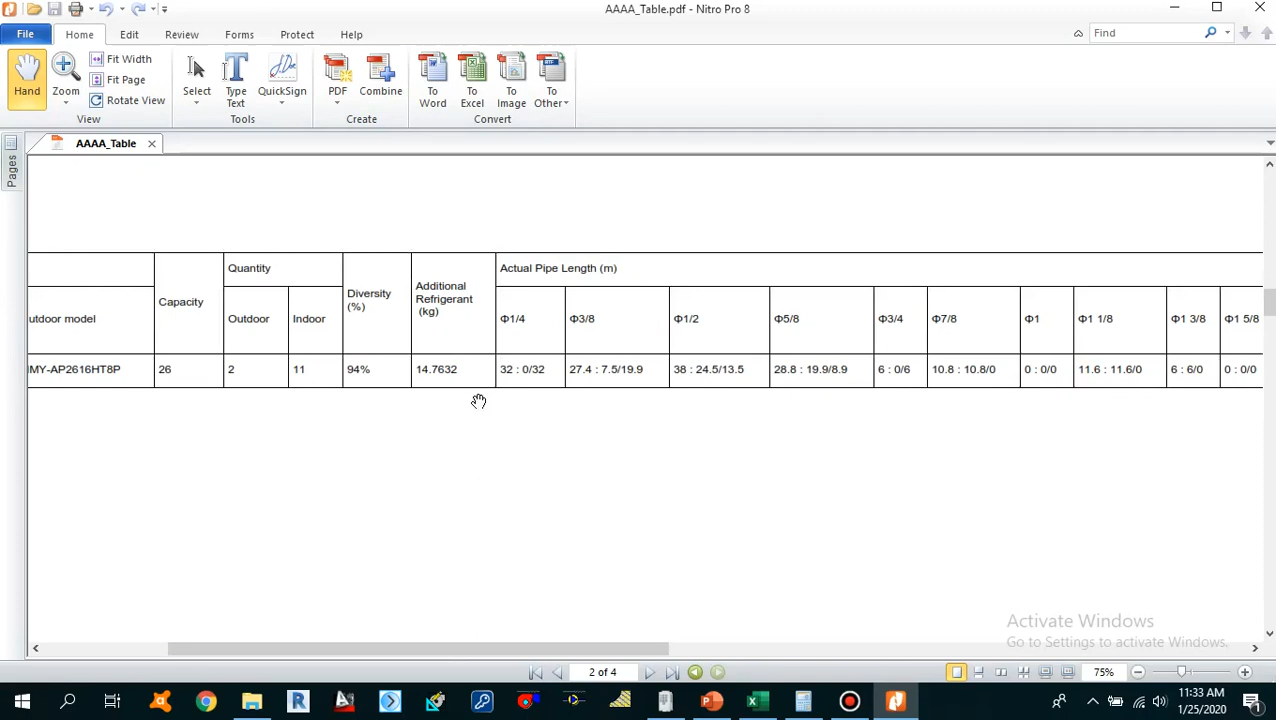 AAAA_Table.pdf - Nitro Pro 8
File
Home
Edit
Review
Forms
Protect
Help
Find
Hand
Zoom
Fit Width
Fit Page
Rotate View
View
Select
Type Text
QuickSign
Tools
PDF
Combine
Create
To Word
To Excel
To Image
To Other
Convert
AAAA_Table
Pages
Quantity
Actual Pipe Length (m)
Capacity
Diversity (%)
Additional Refrigerant (kg)
utdoor model
Outdoor
Indoor
Φ1/4
Φ3/8
Φ1/2
Φ5/8
Φ3/4
Φ7/8
Φ1
Φ1 1/8
Φ1 3/8
Φ1 5/8
MY-AP2616HT8P
26
2
11
94%
14.7632
32 : 0/32
27.4 : 7.5/19.9
38 : 24.5/13.5
28.8 : 19.9/8.9
6 : 0/6
10.8 : 10.8/0
0 : 0/0
11.6 : 11.6/0
6 : 6/0
0 : 0/0
Activate Windows
Go to Settings to activate Windows.
2 of 4
75%
11:33 AM
1/25/2020
1